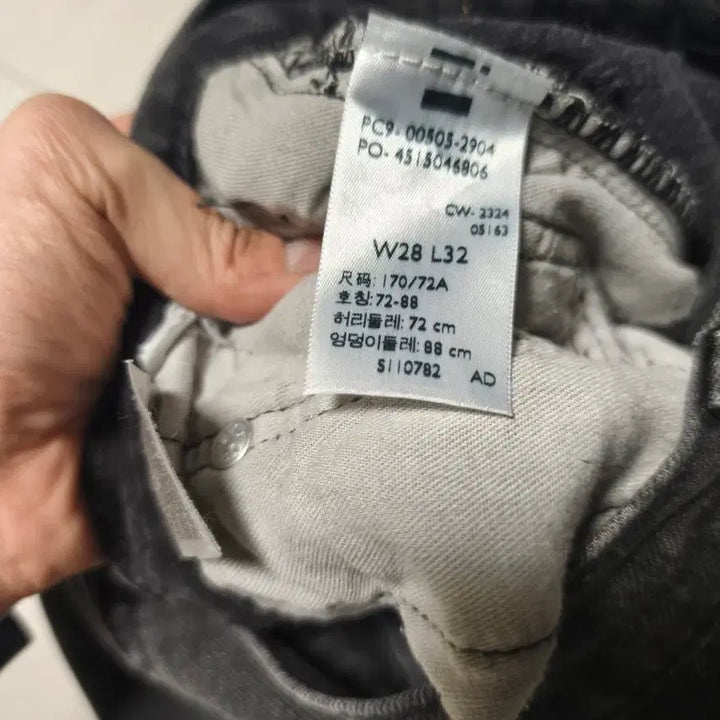 PC9- 00505-2904
PO- 4515046806
CW- 2324
05163
W28 L32
尺码: 170/72A
호칭: 72-88
허리둘레: 72 cm
엉덩이둘레: 88 cm
5110782 AD